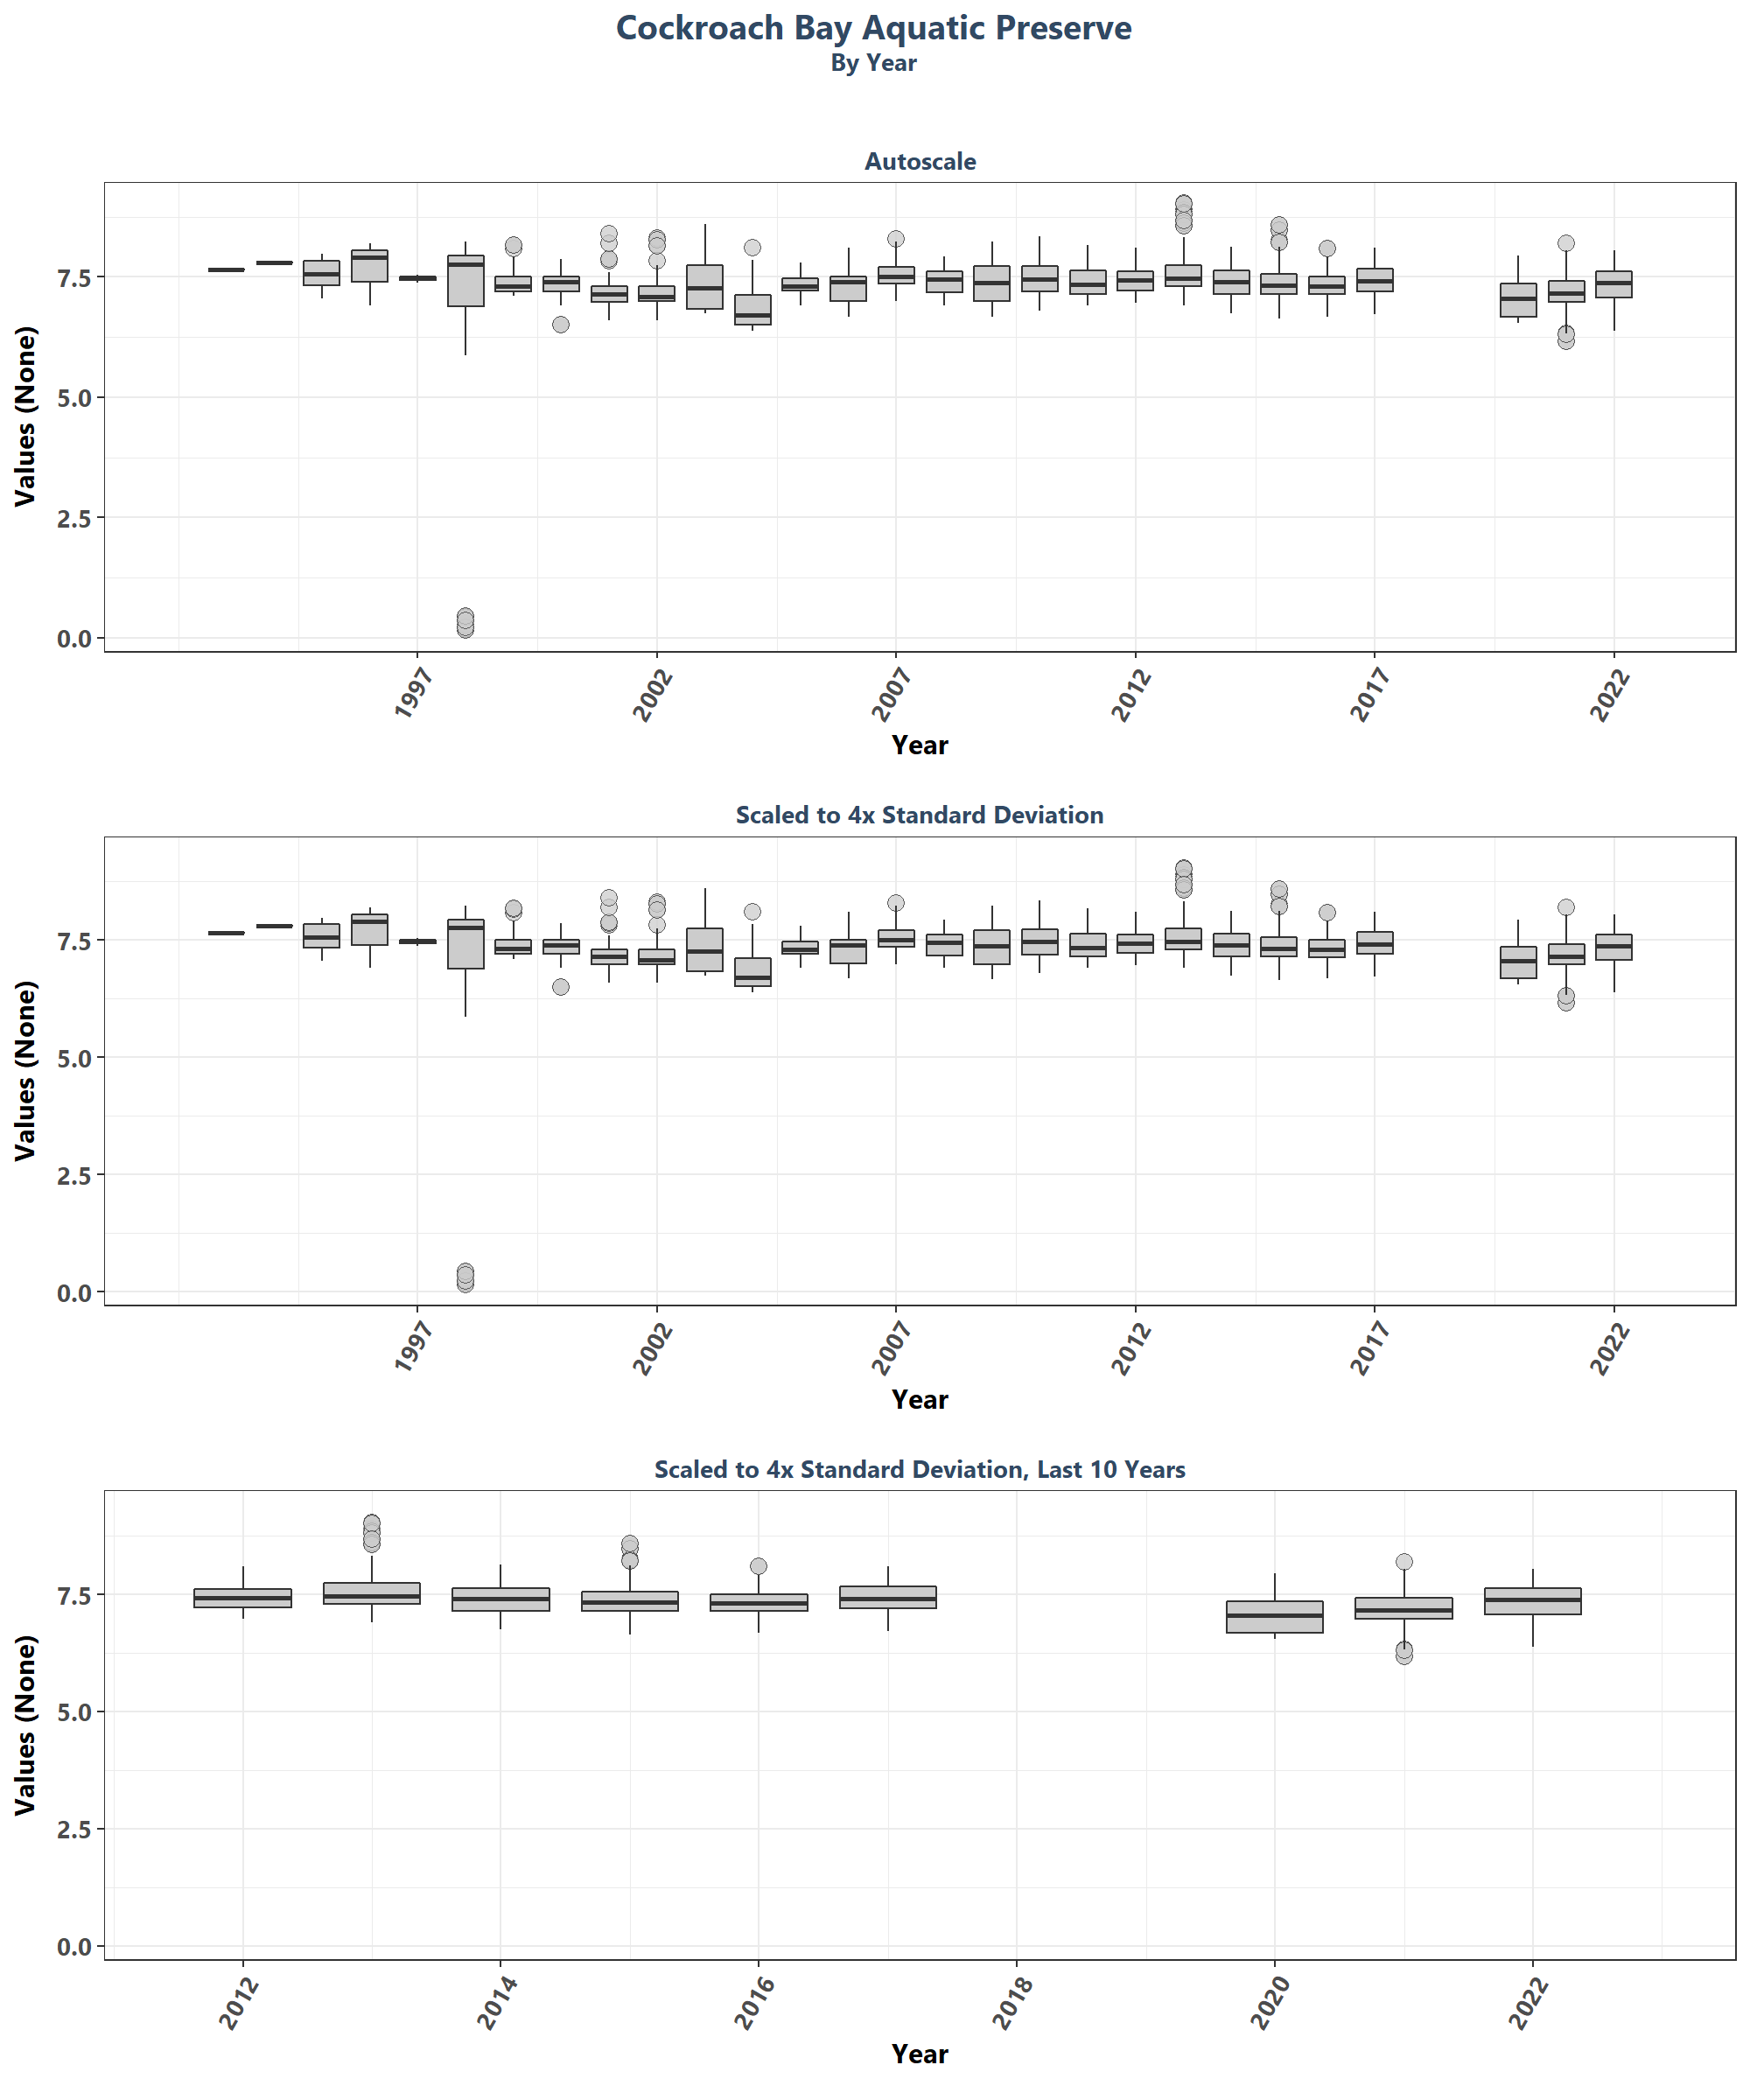 Cockroach Bay Aquatic Preserve
By Year
Autoscale
Values (None)
7.5
5.0
2.5
0.0
1997 2002 2007 2012 2017 2022
Year
Scaled to 4x Standard Deviation
Values (None)
7.5
5.0
2.5
0.0
1997 2002 2007 2012 2017 2022
Year
Scaled to 4x Standard Deviation, Last 10 Years
Values (None)
7.5
5.0
2.5
0.0
2012 2014 2016 2018 2020 2022
Year